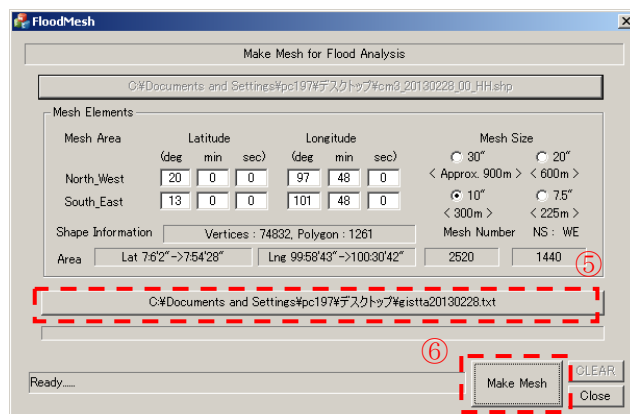 FloodMesh
Make Mesh for Flood Analysis
C:¥Documents and Settings¥pc197¥デスクトップ¥cm3_20130228_00_HH.shp
Mesh Elements
Mesh Area Latitude Longitude Mesh Size
(deg min sec) (deg min sec) 30" 20"
< Approx. 900m > < 600m >
North_West 20 0 0 97 48 0
South_East 13 0 0 101 48 0 10" 7.5"
< 300m > < 225m >
Shape Information Vertices : 74832, Polygon : 1261 Mesh Number NS : WE
Area Lat 7:6'2"->7:54'28" Lng 99:58'43"->100:30'42" 2520 1440
⑤
C:¥Documents and Settings¥pc197¥デスクトップ¥gistta20130228.txt
⑥
Ready.....
Make Mesh
CLEAR
Close